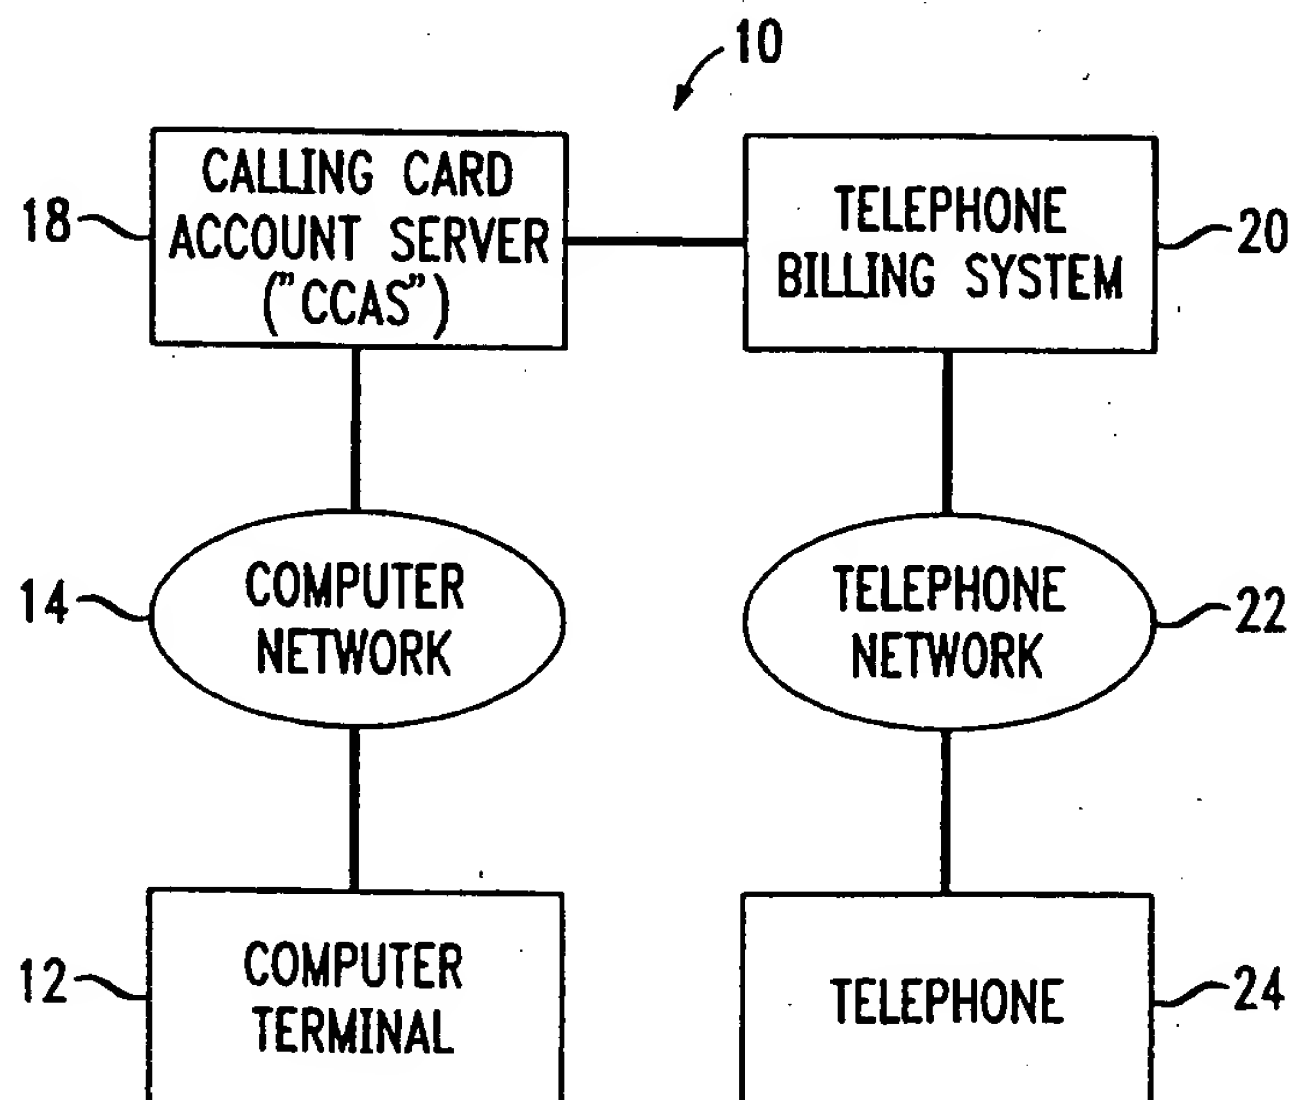 10
CALLING CARD
ACCOUNT SERVER
("CCAS")
18
TELEPHONE
BILLING SYSTEM
20
COMPUTER
NETWORK
14
TELEPHONE
NETWORK
22
COMPUTER
TERMINAL
12
TELEPHONE
24